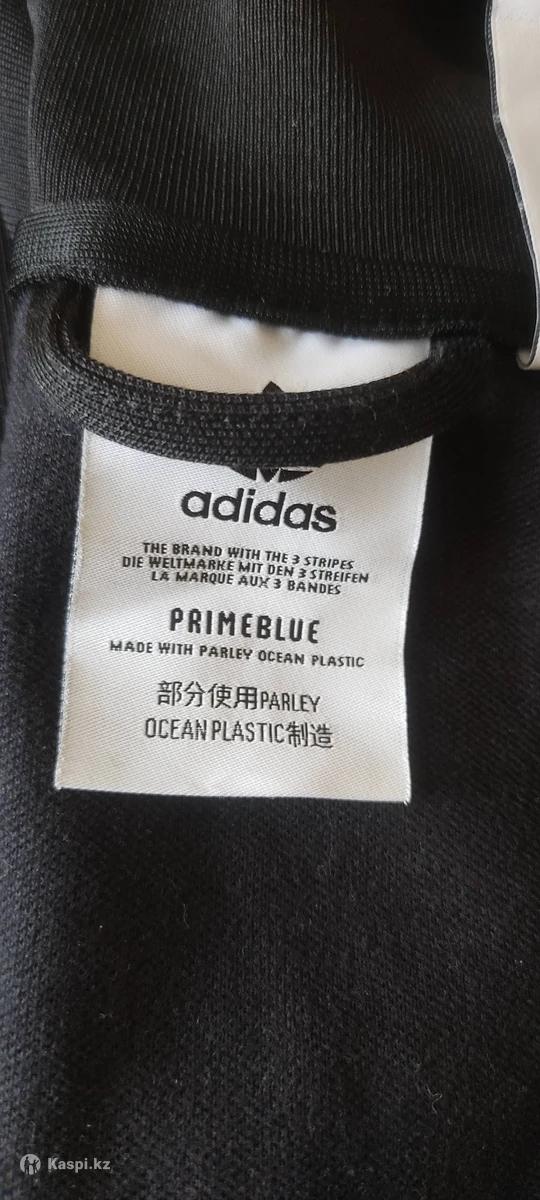 adidas
THE BRAND WITH THE 3 STRIPES
DIE WELTMARKE MIT DEN 3 STREIFEN
LA MARQUE AUX 3 BANDES
PRIMEBLUE
MADE WITH PARLEY OCEAN PLASTIC
部分使用PARLEY
OCEAN PLASTIC制造
Kaspi.kz